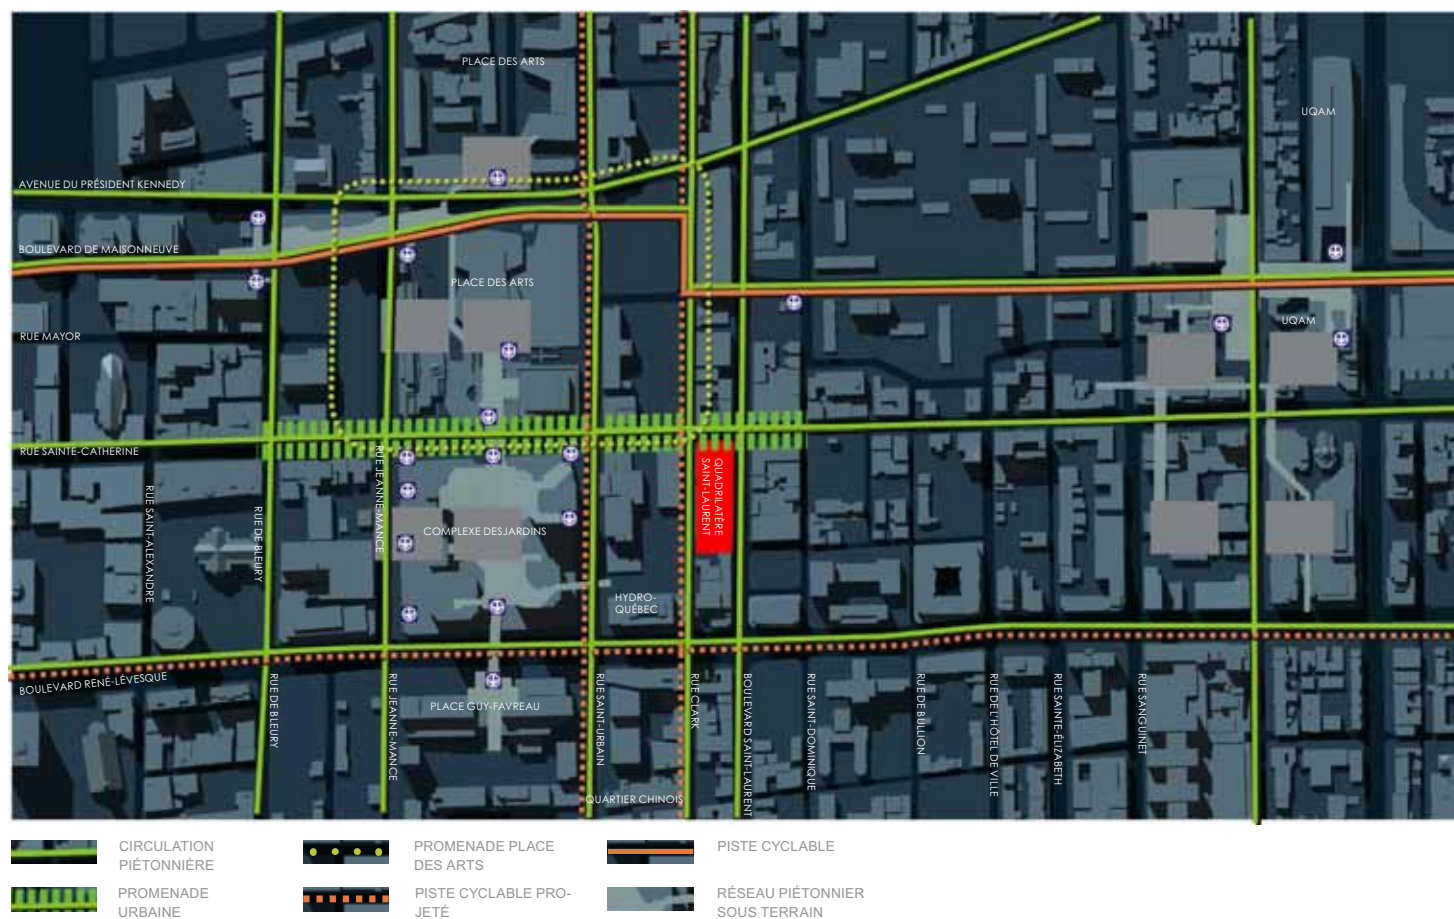 PLACE DES ARTS
UQAM
AVENUE DU PRÉSIDENT KENNEDY
BOULEVARD DE MAISONNEUVE
PLACE DES ARTS
UQAM
RUE MAYOR
RUE SAINTE-CATHERINE
RUE SAINT-ALEXANDRE
RUE DE BLEURY
RUE JEANNE-MANCE
COMPLEXE DESJARDINS
QUADRILATÈRE
SAINT-LAURENT
HYDRO-
QUÉBEC
BOULEVARD RENÉ-LÉVESQUE
RUE DE BLEURY
RUE JEANNE-MANCE
PLACE GUY-FAVREAU
RUE SAINT-URBAIN
RUE CLARK
BOULEVARD SAINT-LAURENT
RUE SAINT-DOMINIQUE
RUE DE BULLION
RUE DE L'HÔTEL DE VILLE
RUE SAINTE-ÉLIZABETH
RUE SANGUINET
QUARTIER CHINOIS
CIRCULATION
PIÉTONNIÈRE
PROMENADE PLACE
DES ARTS
PISTE CYCLABLE
PROMENADE
URBAINE
PISTE CYCLABLE PRO-
JETÉ
RÉSEAU PIÉTONNIER
SOUS TERRAIN